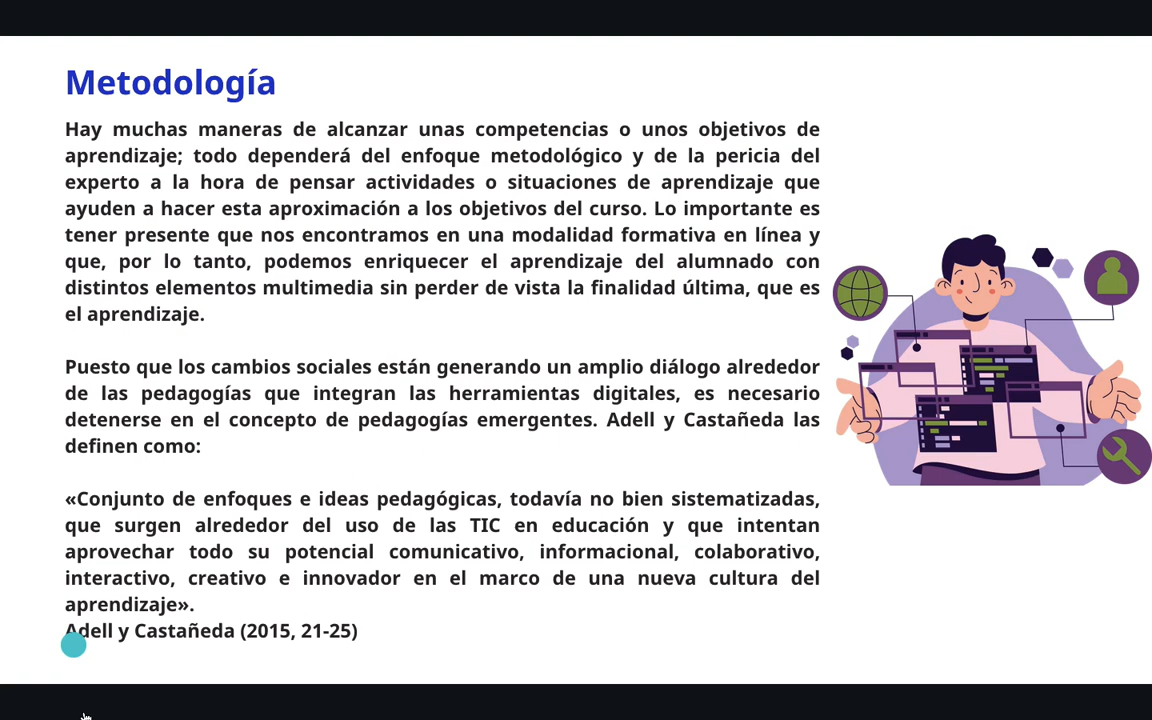 Metodología
Hay muchas maneras de alcanzar unas competencias o unos objetivos de
aprendizaje; todo dependerá del enfoque metodológico y de la pericia del
experto a la hora de pensar actividades o situaciones de aprendizaje que
ayuden a hacer esta aproximación a los objetivos del curso. Lo importante es
tener presente que nos encontramos en una modalidad formativa en línea y
que, por lo tanto, podemos enriquecer el aprendizaje del alumnado con
distintos elementos multimedia sin perder de vista la finalidad última, que es
el aprendizaje.
Puesto que los cambios sociales están generando un amplio diálogo alrededor
de las pedagogías que integran las herramientas digitales, es necesario
detenerse en el concepto de pedagogías emergentes. Adell y Castañeda las
definen como:
«Conjunto de enfoques e ideas pedagógicas, todavía no bien sistematizadas,
que surgen alrededor del uso de las TIC en educación y que intentan
aprovechar todo su potencial comunicativo, informacional, colaborativo,
interactivo, creativo e innovador en el marco de una nueva cultura del
aprendizaje».
Adell y Castañeda (2015, 21-25)